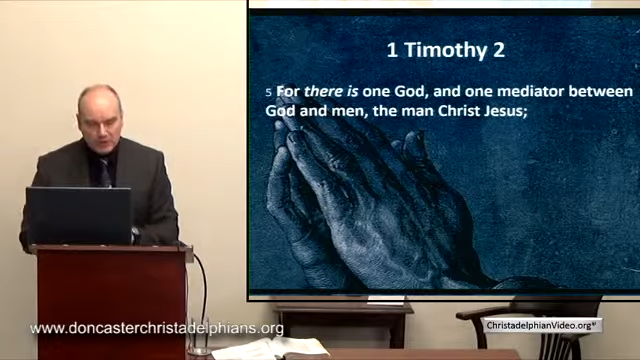 1 Timothy 2
5 For there is one God, and one mediator between
God and men, the man Christ Jesus;
www.doncasterchristadelphians.org
ChristadelphianVideo.org